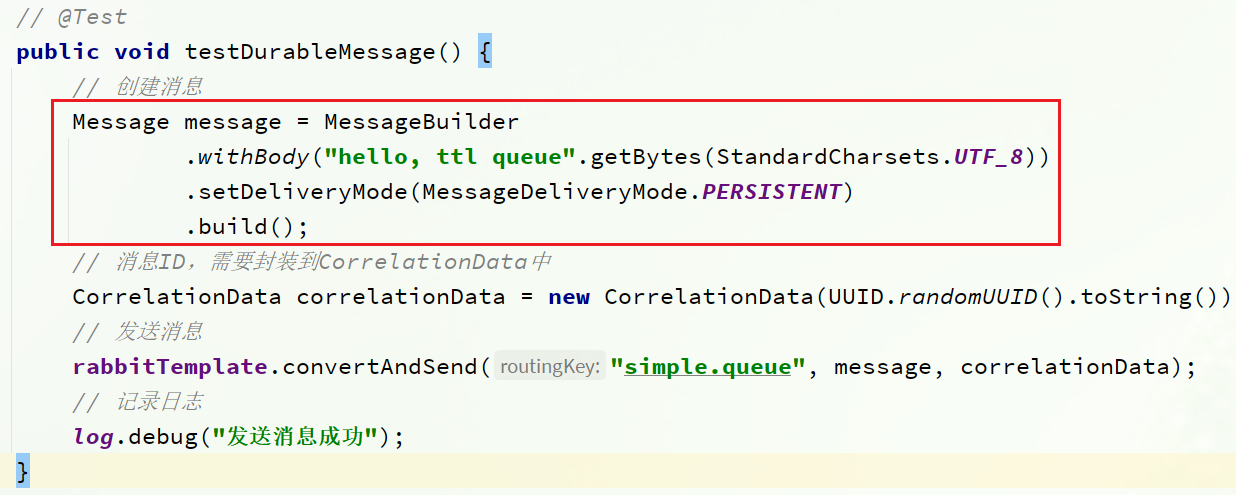 // @Test
public void testDurableMessage() {
// 创建消息
Message message = MessageBuilder
.withBody("hello, ttl queue".getBytes(StandardCharsets.UTF_8))
.setDeliveryMode(MessageDeliveryMode.PERSISTENT)
.build();
// 消息ID，需要封装到CorrelationData中
CorrelationData correlationData = new CorrelationData(UUID.randomUUID().toString())
// 发送消息
rabbitTemplate.convertAndSend( routingKey: "simple.queue", message, correlationData);
// 记录日志
log.debug("发送消息成功");
}